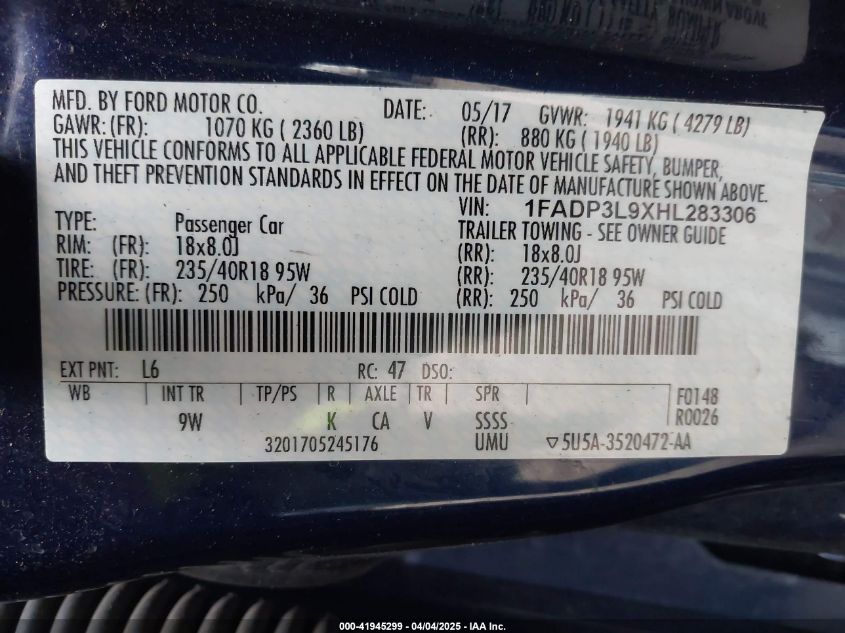 MFD. BY FORD MOTOR CO. DATE: 05/17 GVWR: 1941 KG ( 4279 LB)
GAWR:(FR): 1070 KG ( 2360 LB) (RR): 880 KG ( 1940 LB)
THIS VEHICLE CONFORMS TO ALL APPLICABLE FEDERAL MOTOR VEHICLE SAFETY, BUMPER,
AND THEFT PREVENTION STANDARDS IN EFFECT ON THE DATE OF MANUFACTURE SHOWN ABOVE.
VIN: 1FADP3L9XHL283306
TYPE: Passenger Car TRAILER TOWING - SEE OWNER GUIDE
RIM: (FR): 18x8.0J (RR): 18x8.0J
TIRE: (FR): 235/40R18 95W (RR): 235/40R18 95W
PRESSURE: (FR): 250 kPa/ 36 PSI COLD (RR): 250 kPa/ 36 PSI COLD
EXT PNT: L6 RC: 47 DSO:
WB INT TR TP/PS R AXLE TR SPR F0148
9W K CA V SSSS R0026
3201705245176 UMU ▽5U5A-3520472-AA
000-41945299 - 04/04/2025 - IAA Inc.